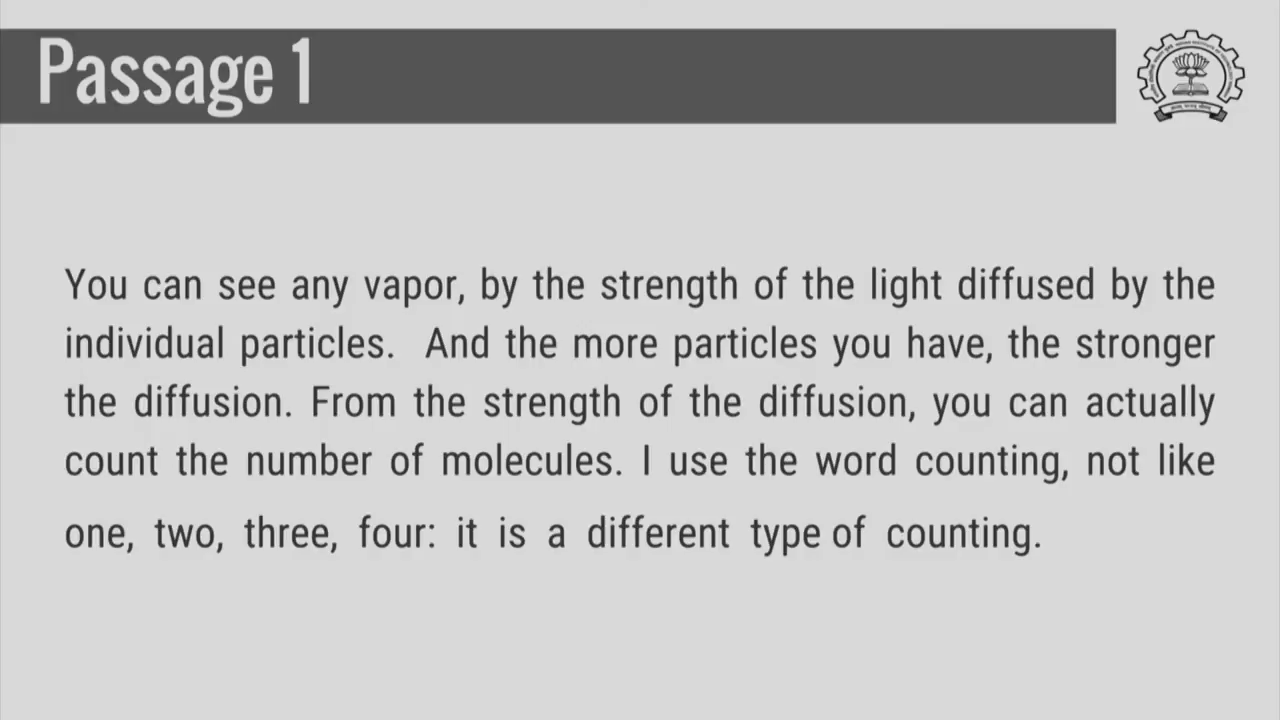 Passage 1
You can see any vapor, by the strength of the light diffused by the
individual particles. And the more particles you have, the stronger
the diffusion. From the strength of the diffusion, you can actually
count the number of molecules. I use the word counting, not like
one, two, three, four: it is a different type of counting.